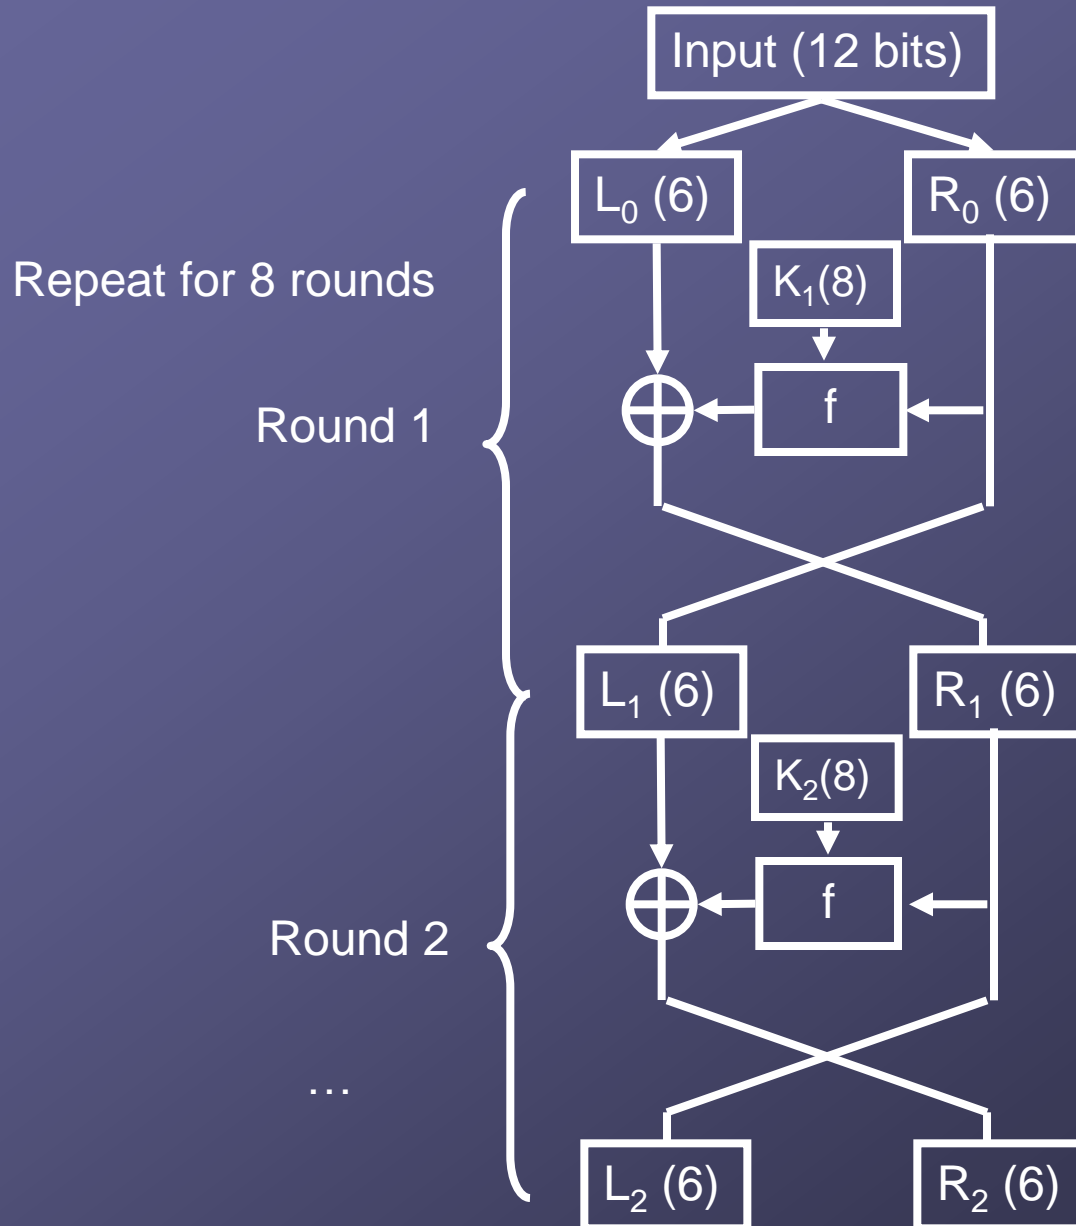 Input (12 bits)
L₀ (6)
R₀ (6)
Repeat for 8 rounds
K₁(8)
Round 1
f
L₁ (6)
R₁ (6)
K₂(8)
f
Round 2
…
L₂ (6)
R₂ (6)